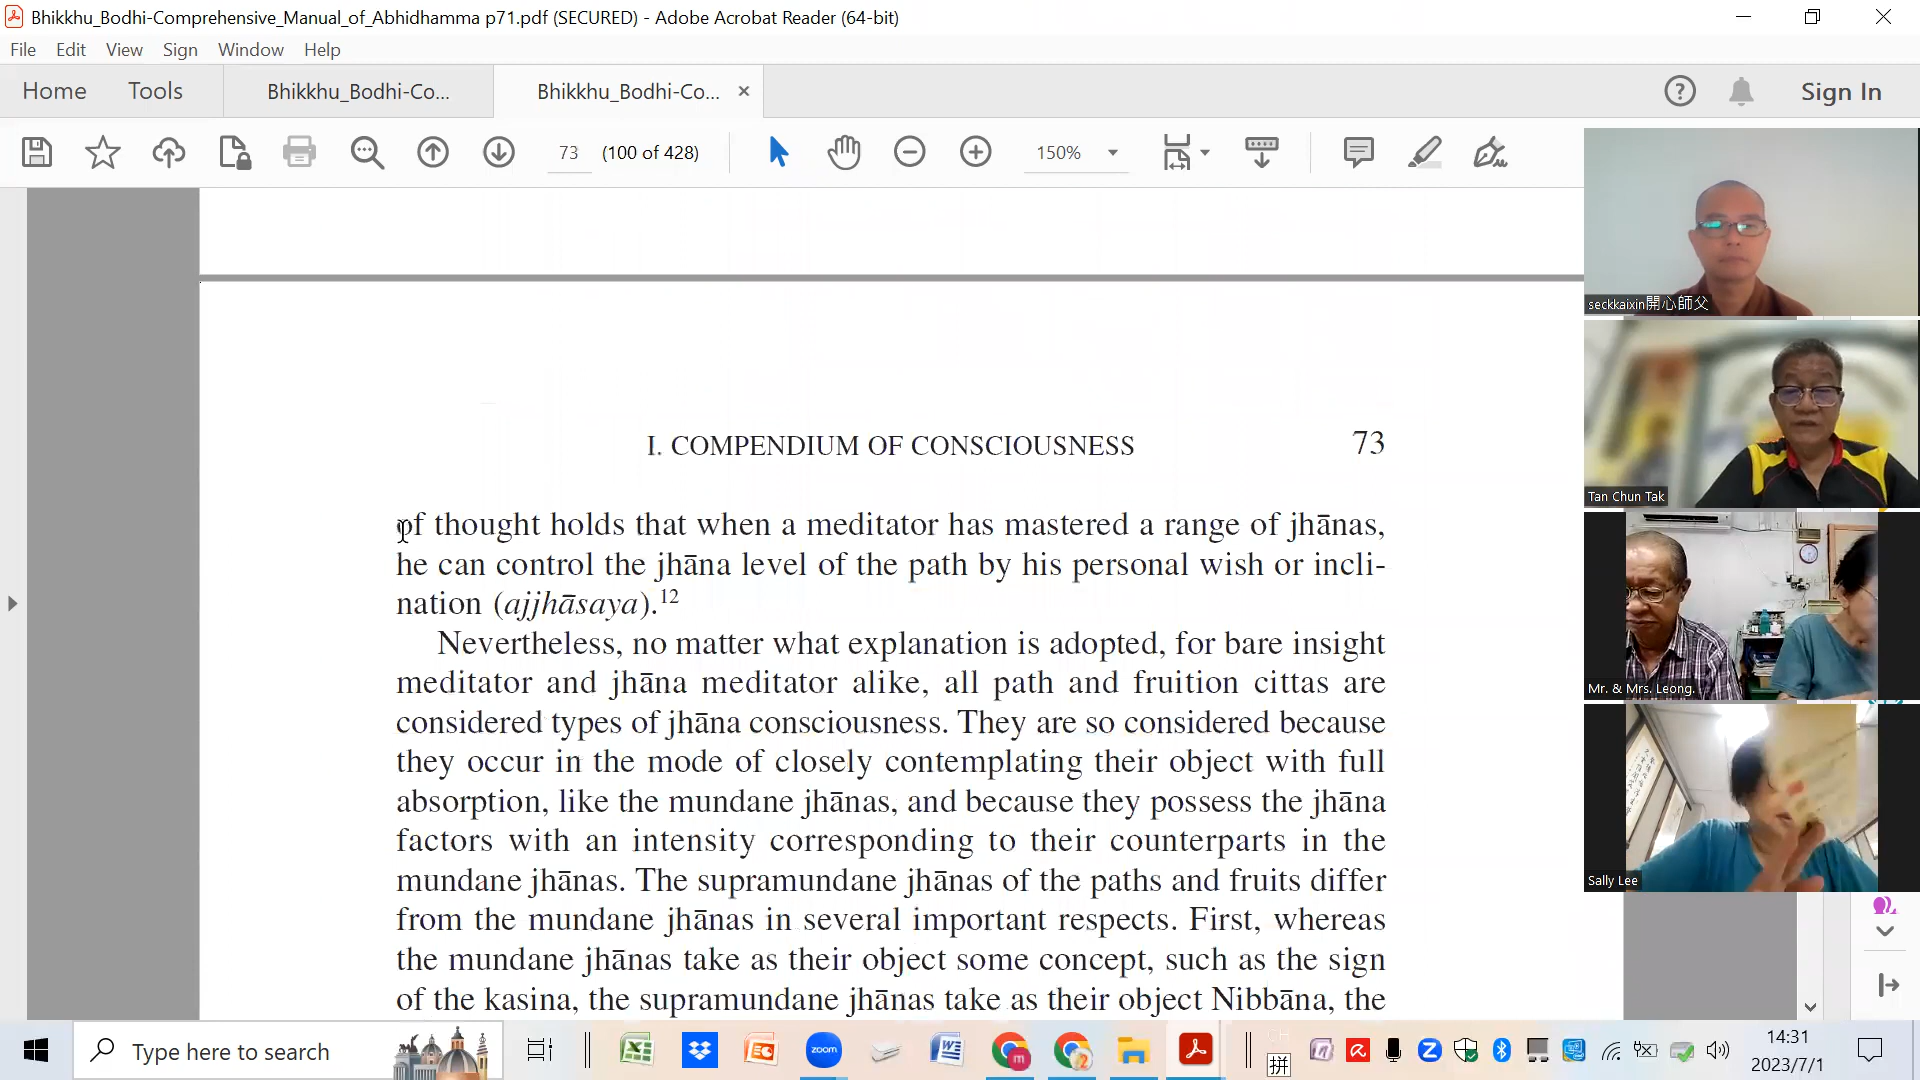 Bhikkhu_Bodhi-Comprehensive_Manual_of_Abhidhamma p71.pdf (SECURED) - Adobe Acrobat Reader (64-bit)
File Edit View Sign Window Help
Home Tools Bhikkhu_Bodhi-Co... Bhikkhu_Bodhi-Co... × Sign In
73 (100 of 428) 150%
I. COMPENDIUM OF CONSCIOUSNESS 73
of thought holds that when a meditator has mastered a range of jhānas,
he can control the jhāna level of the path by his personal wish or incli-
nation (ajjhāsaya).12
Nevertheless, no matter what explanation is adopted, for bare insight
meditator and jhāna meditator alike, all path and fruition cittas are
considered types of jhāna consciousness. They are so considered because
they occur in the mode of closely contemplating their object with full
absorption, like the mundane jhānas, and because they possess the jhāna
factors with an intensity corresponding to their counterparts in the
mundane jhānas. The supramundane jhānas of the paths and fruits differ
from the mundane jhānas in several important respects. First, whereas
the mundane jhānas take as their object some concept, such as the sign
of the kasina, the supramundane jhānas take as their object Nibbāna, the
seckkaixin開心師父
Tan Chun Tak
Mr. & Mrs. Leong.
Sally Lee
Type here to search
zoom
拼
14:31
2023/7/1